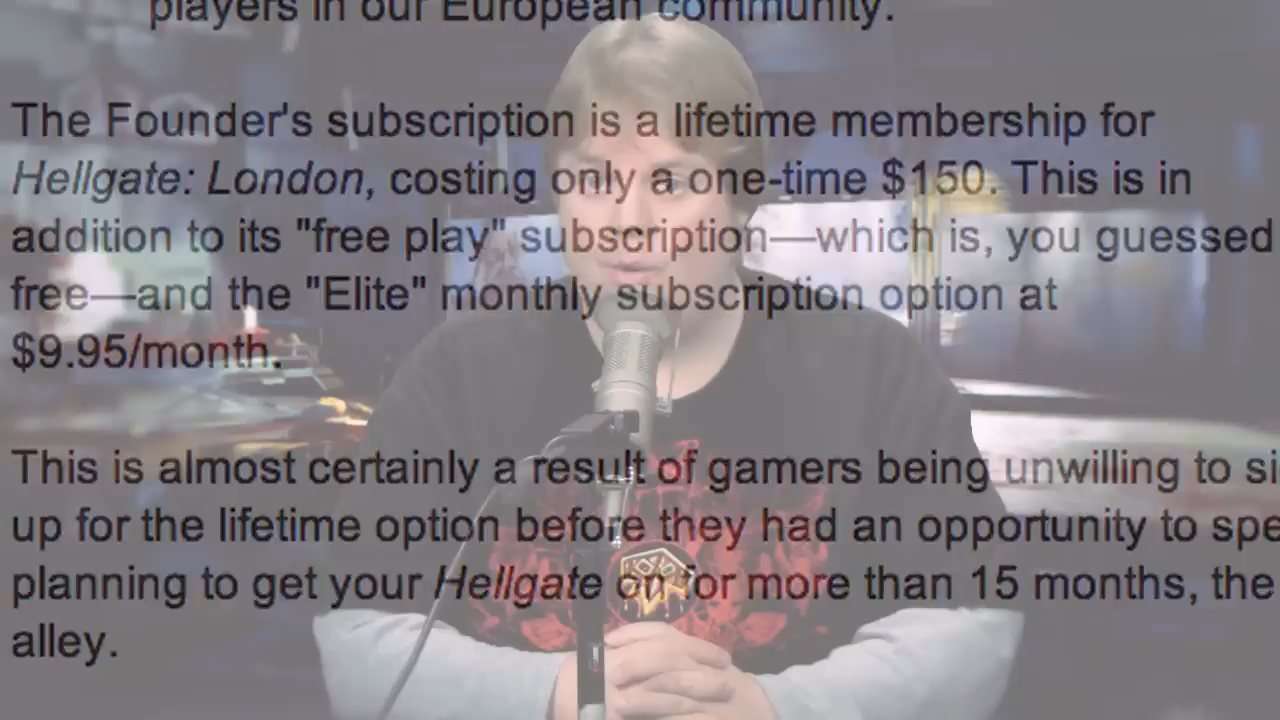 players in our European community.
The Founder's subscription is a lifetime membership for
Hellgate: London, costing only a one-time $150. This is in
addition to its "free play" subscription—which is, you guessed
free—and the "Elite" monthly subscription option at
$9.95/month.
This is almost certainly a result of gamers being unwilling to si
up for the lifetime option before they had an opportunity to spe
planning to get your Hellgate on for more than 15 months, the
alley.